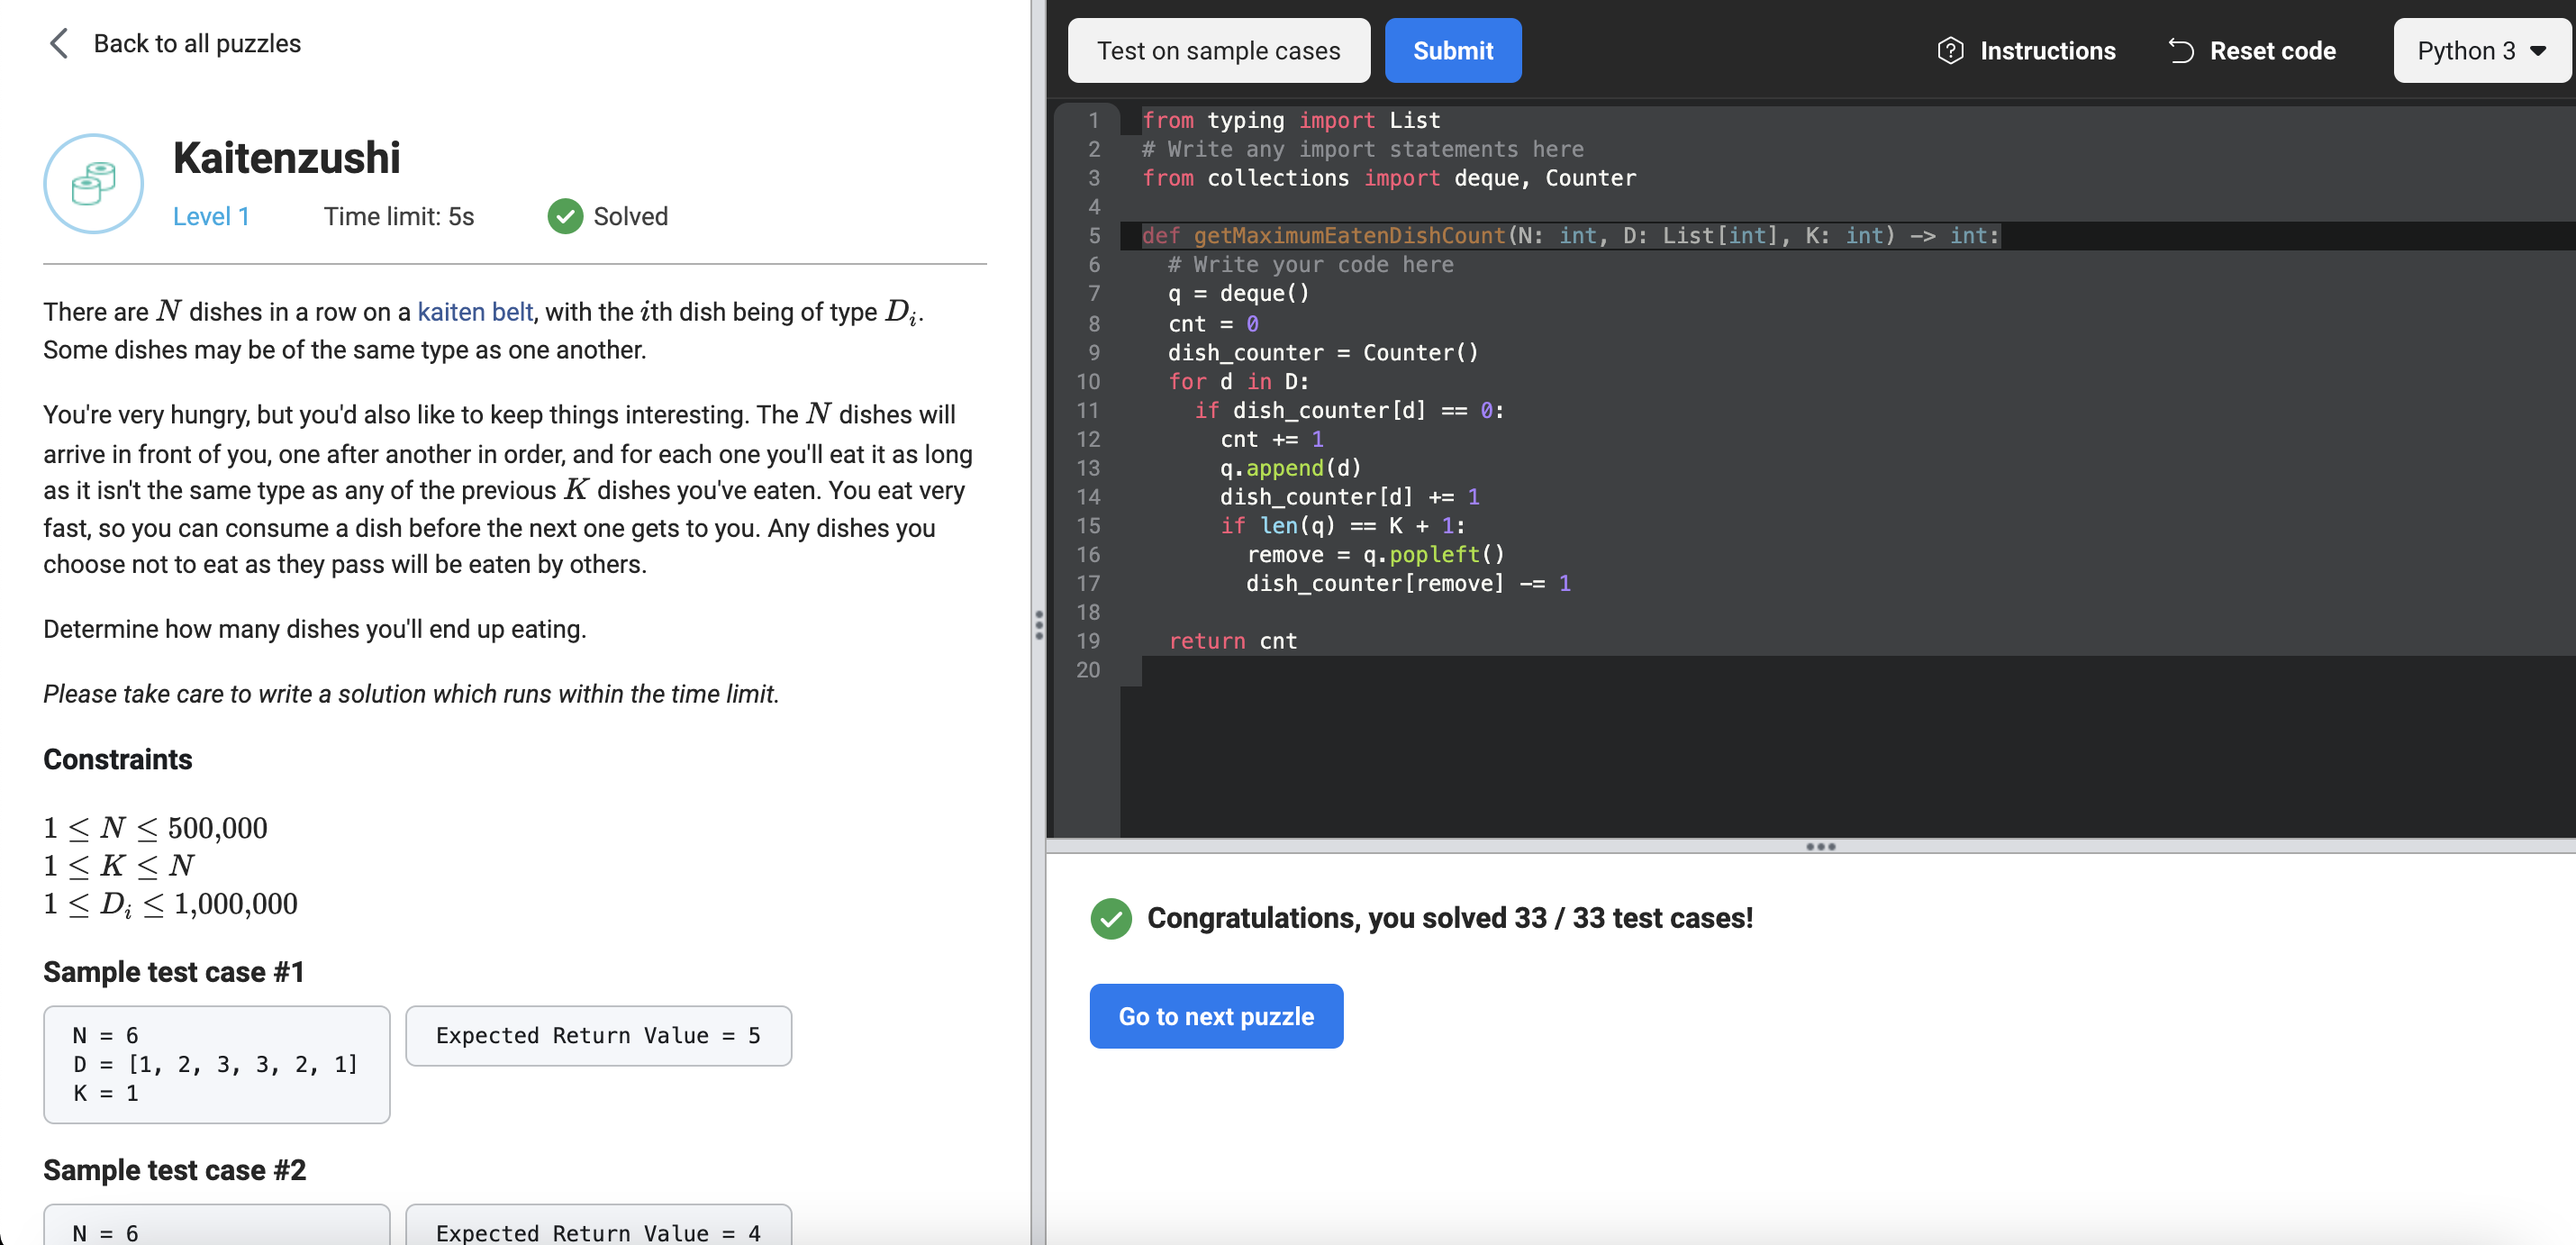 Back to all puzzles
Kaitenzushi
Level 1 Time limit: 5s Solved
There are N dishes in a row on a kaiten belt, with the ith dish being of type Dᵢ.
Some dishes may be of the same type as one another.
You're very hungry, but you'd also like to keep things interesting. The N dishes will
arrive in front of you, one after another in order, and for each one you'll eat it as long
as it isn't the same type as any of the previous K dishes you've eaten. You eat very
fast, so you can consume a dish before the next one gets to you. Any dishes you
choose not to eat as they pass will be eaten by others.
Determine how many dishes you'll end up eating.
Please take care to write a solution which runs within the time limit.
Constraints
1 ≤ N ≤ 500,000
1 ≤ K ≤ N
1 ≤ Dᵢ ≤ 1,000,000
Sample test case #1
N = 6
D = [1, 2, 3, 3, 2, 1]
K = 1
Expected Return Value = 5
Sample test case #2
N = 6
Expected Return Value = 4
Test on sample cases Submit Instructions Reset code Python 3
1 from typing import List
2 # Write any import statements here
3 from collections import deque, Counter
4
5 def getMaximumEatenDishCount(N: int, D: List[int], K: int) -> int:
6   # Write your code here
7   q = deque()
8   cnt = 0
9   dish_counter = Counter()
10   for d in D:
11     if dish_counter[d] == 0:
12       cnt += 1
13       q.append(d)
14       dish_counter[d] += 1
15       if len(q) == K + 1:
16         remove = q.popleft()
17         dish_counter[remove] -= 1
18
19   return cnt
20
Congratulations, you solved 33 / 33 test cases!
Go to next puzzle